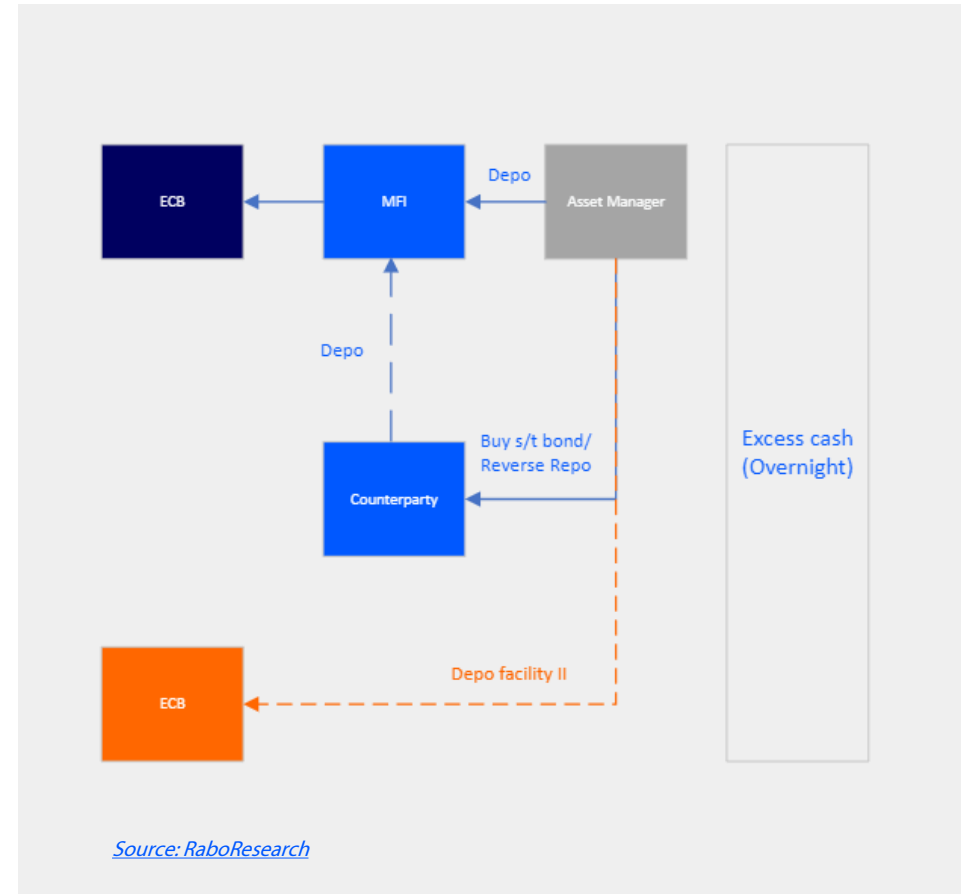 ECB
MFI
Depo
Asset Manager
Depo
Buy s/t bond/
Reverse Repo
Counterparty
Excess cash
(Overnight)
Depo facility II
ECB
Source: RaboResearch